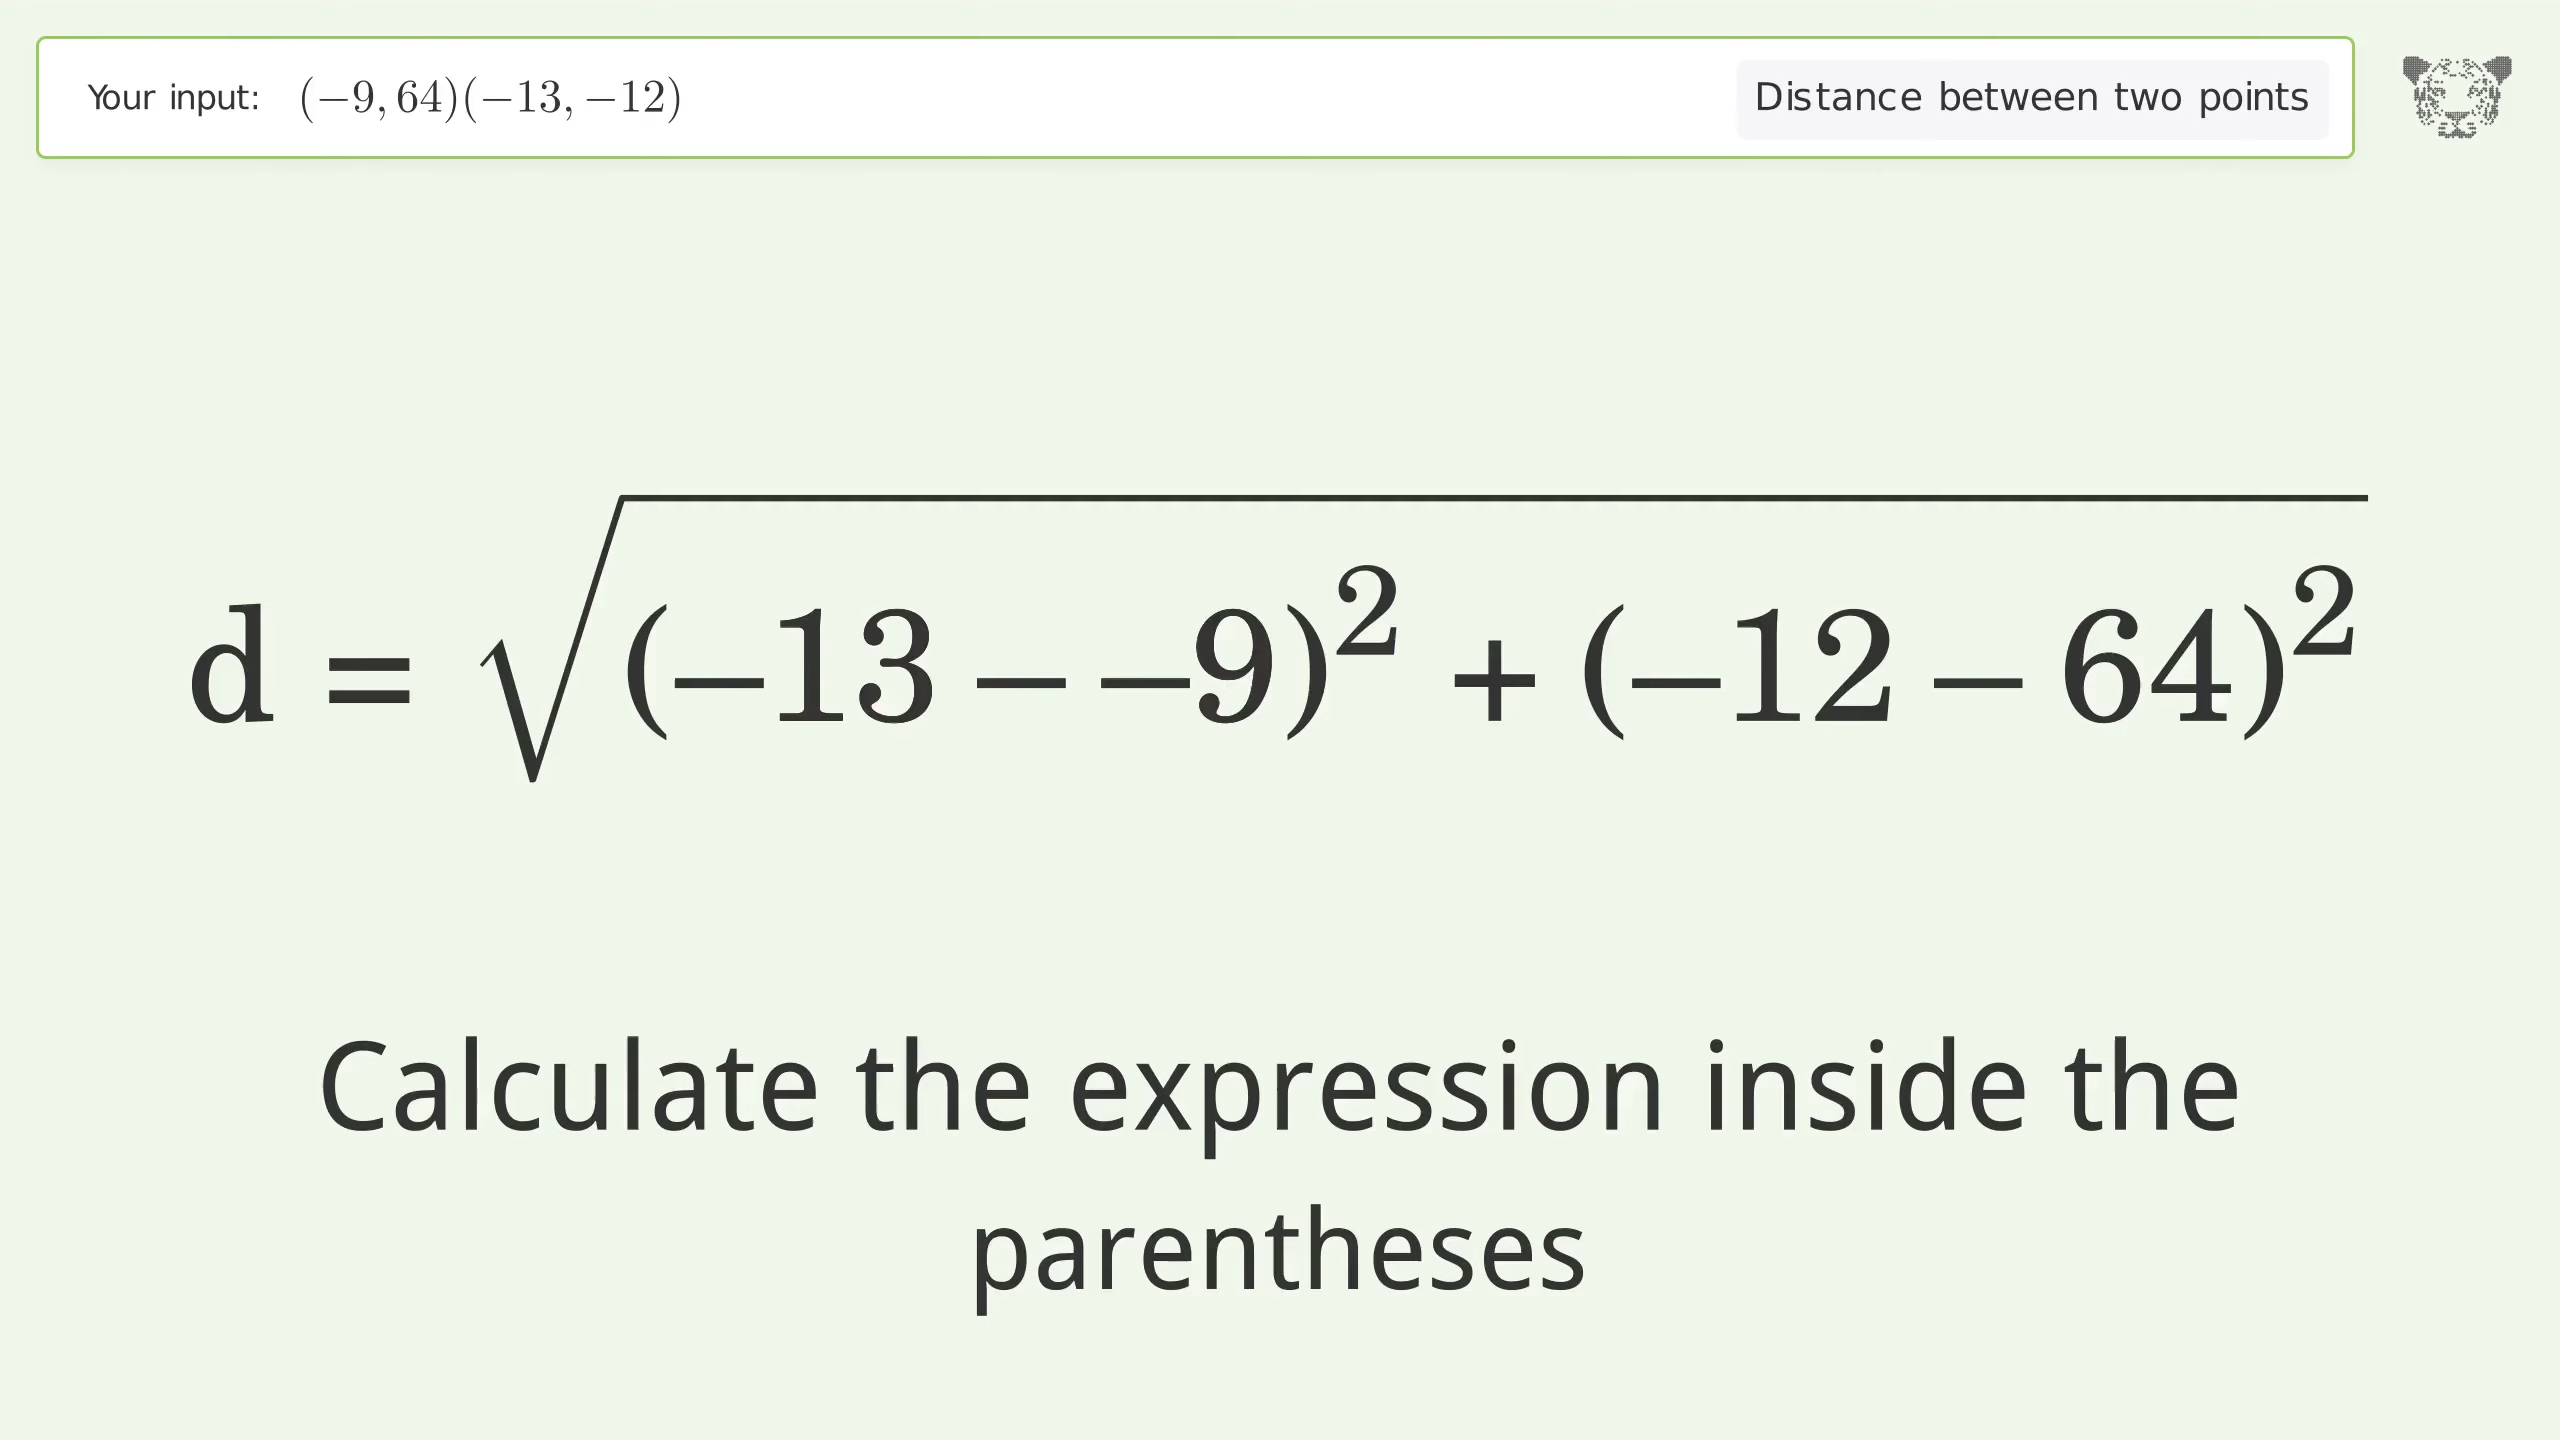 Your input: (−9, 64)(−13, −12)
Distance between two points
d = √(−13 − −9)² + (−12 − 64)²
Calculate the expression inside the
parentheses